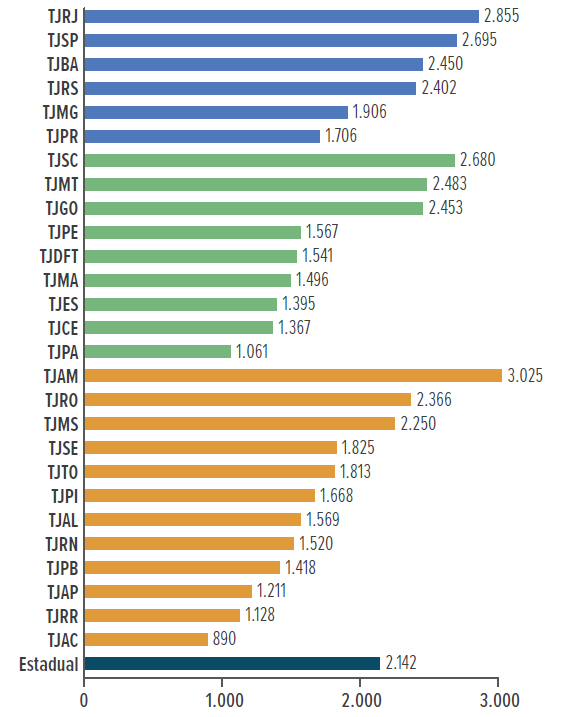 TJRJ 2.855
TJSP 2.695
TJBA 2.450
TJRS 2.402
TJMG 1.906
TJPR 1.706
TJSC 2.680
TJMT 2.483
TJGO 2.453
TJPE 1.567
TJDFT 1.541
TJMA 1.496
TJES 1.395
TJCE 1.367
TJPA 1.061
TJAM 3.025
TJRO 2.366
TJMS 2.250
TJSE 1.825
TJTO 1.813
TJPI 1.668
TJAL 1.569
TJRN 1.520
TJPB 1.418
TJAP 1.211
TJRR 1.128
TJAC 890
Estadual 2.142
0 1.000 2.000 3.000